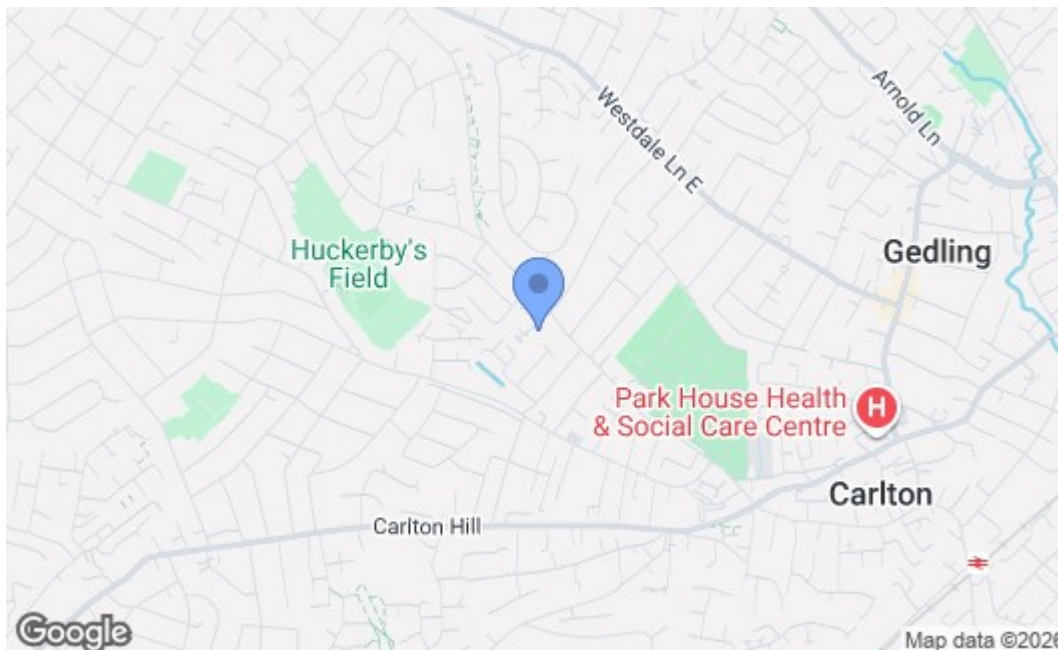 Westdale Ln E
Arnold Ln
Huckerby's
Field
Gedling
Park House Health
& Social Care Centre
H
Carlton
Carlton Hill
Google
Map data ©2026